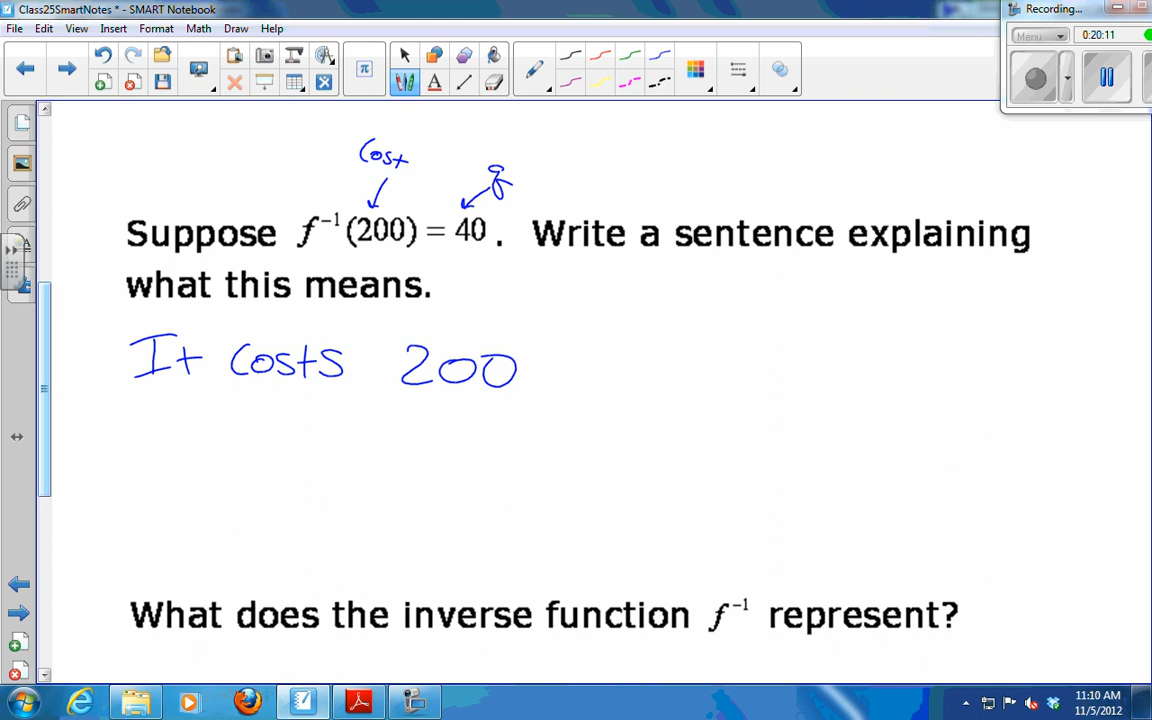 Class25SmartNotes * - SMART Notebook
Recording...
File Edit View Insert Format Tools Math Draw Help
Menu
0:20:11
π
A
Cost
q
Suppose f⁻¹(200) = 40. Write a sentence explaining
what this means.
It costs 200
What does the inverse function f⁻¹ represent?
11:10 AM
11/5/2012